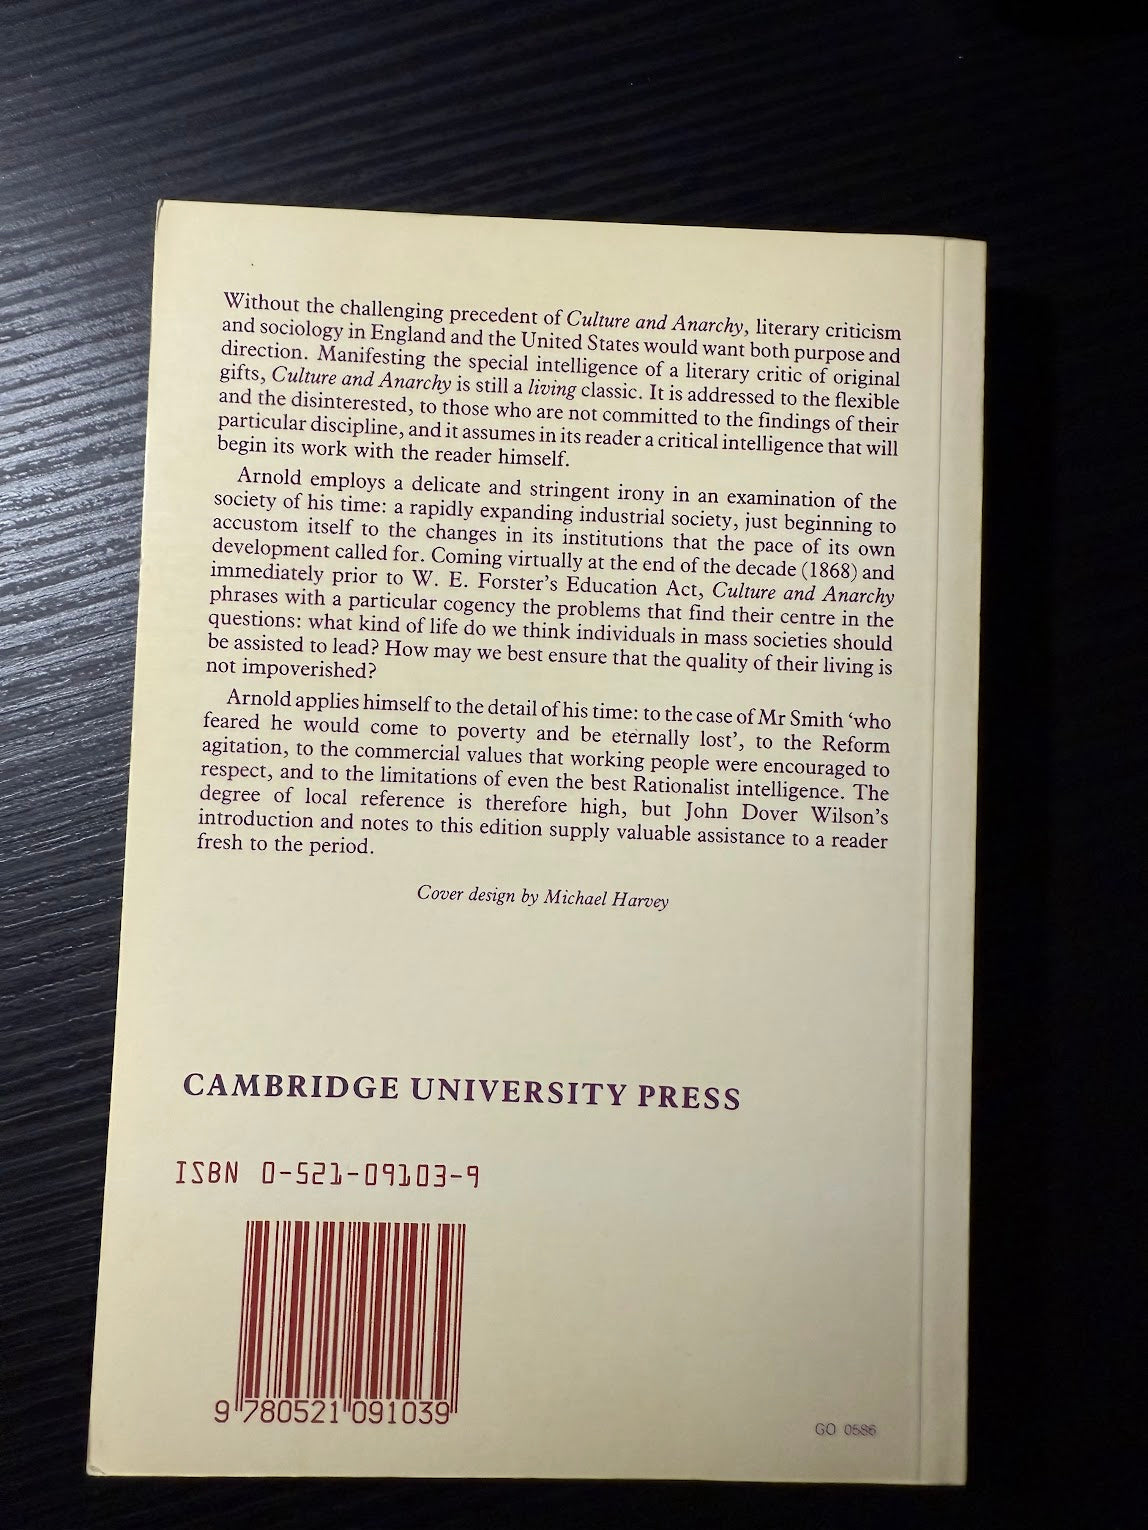 Without the challenging precedent of Culture and Anarchy, literary criticism
and sociology in England and the United States would want both purpose and
direction. Manifesting the special intelligence of a literary critic of original
gifts, Culture and Anarchy is still a living classic. It is addressed to the flexible
and the disinterested, to those who are not committed to the findings of their
particular discipline, and it assumes in its reader a critical intelligence that will
begin its work with the reader himself.
Arnold employs a delicate and stringent irony in an examination of the
society of his time: a rapidly expanding industrial society, just beginning to
accustom itself to the changes in its institutions that the pace of its own
development called for. Coming virtually at the end of the decade (1868) and
immediately prior to W. E. Forster's Education Act, Culture and Anarchy
phrases with a particular cogency the problems that find their centre in the
questions: what kind of life do we think individuals in mass societies should
be assisted to lead? How may we best ensure that the quality of their living is
not impoverished?
Arnold applies himself to the detail of his time: to the case of Mr Smith ‘who
feared he would come to poverty and be eternally lost’, to the Reform
agitation, to the commercial values that working people were encouraged to
respect, and to the limitations of even the best Rationalist intelligence. The
degree of local reference is therefore high, but John Dover Wilson's
introduction and notes to this edition supply valuable assistance to a reader
fresh to the period.
Cover design by Michael Harvey
CAMBRIDGE UNIVERSITY PRESS
ISBN 0-521-09103-9
9 780521 091039
GO 0586